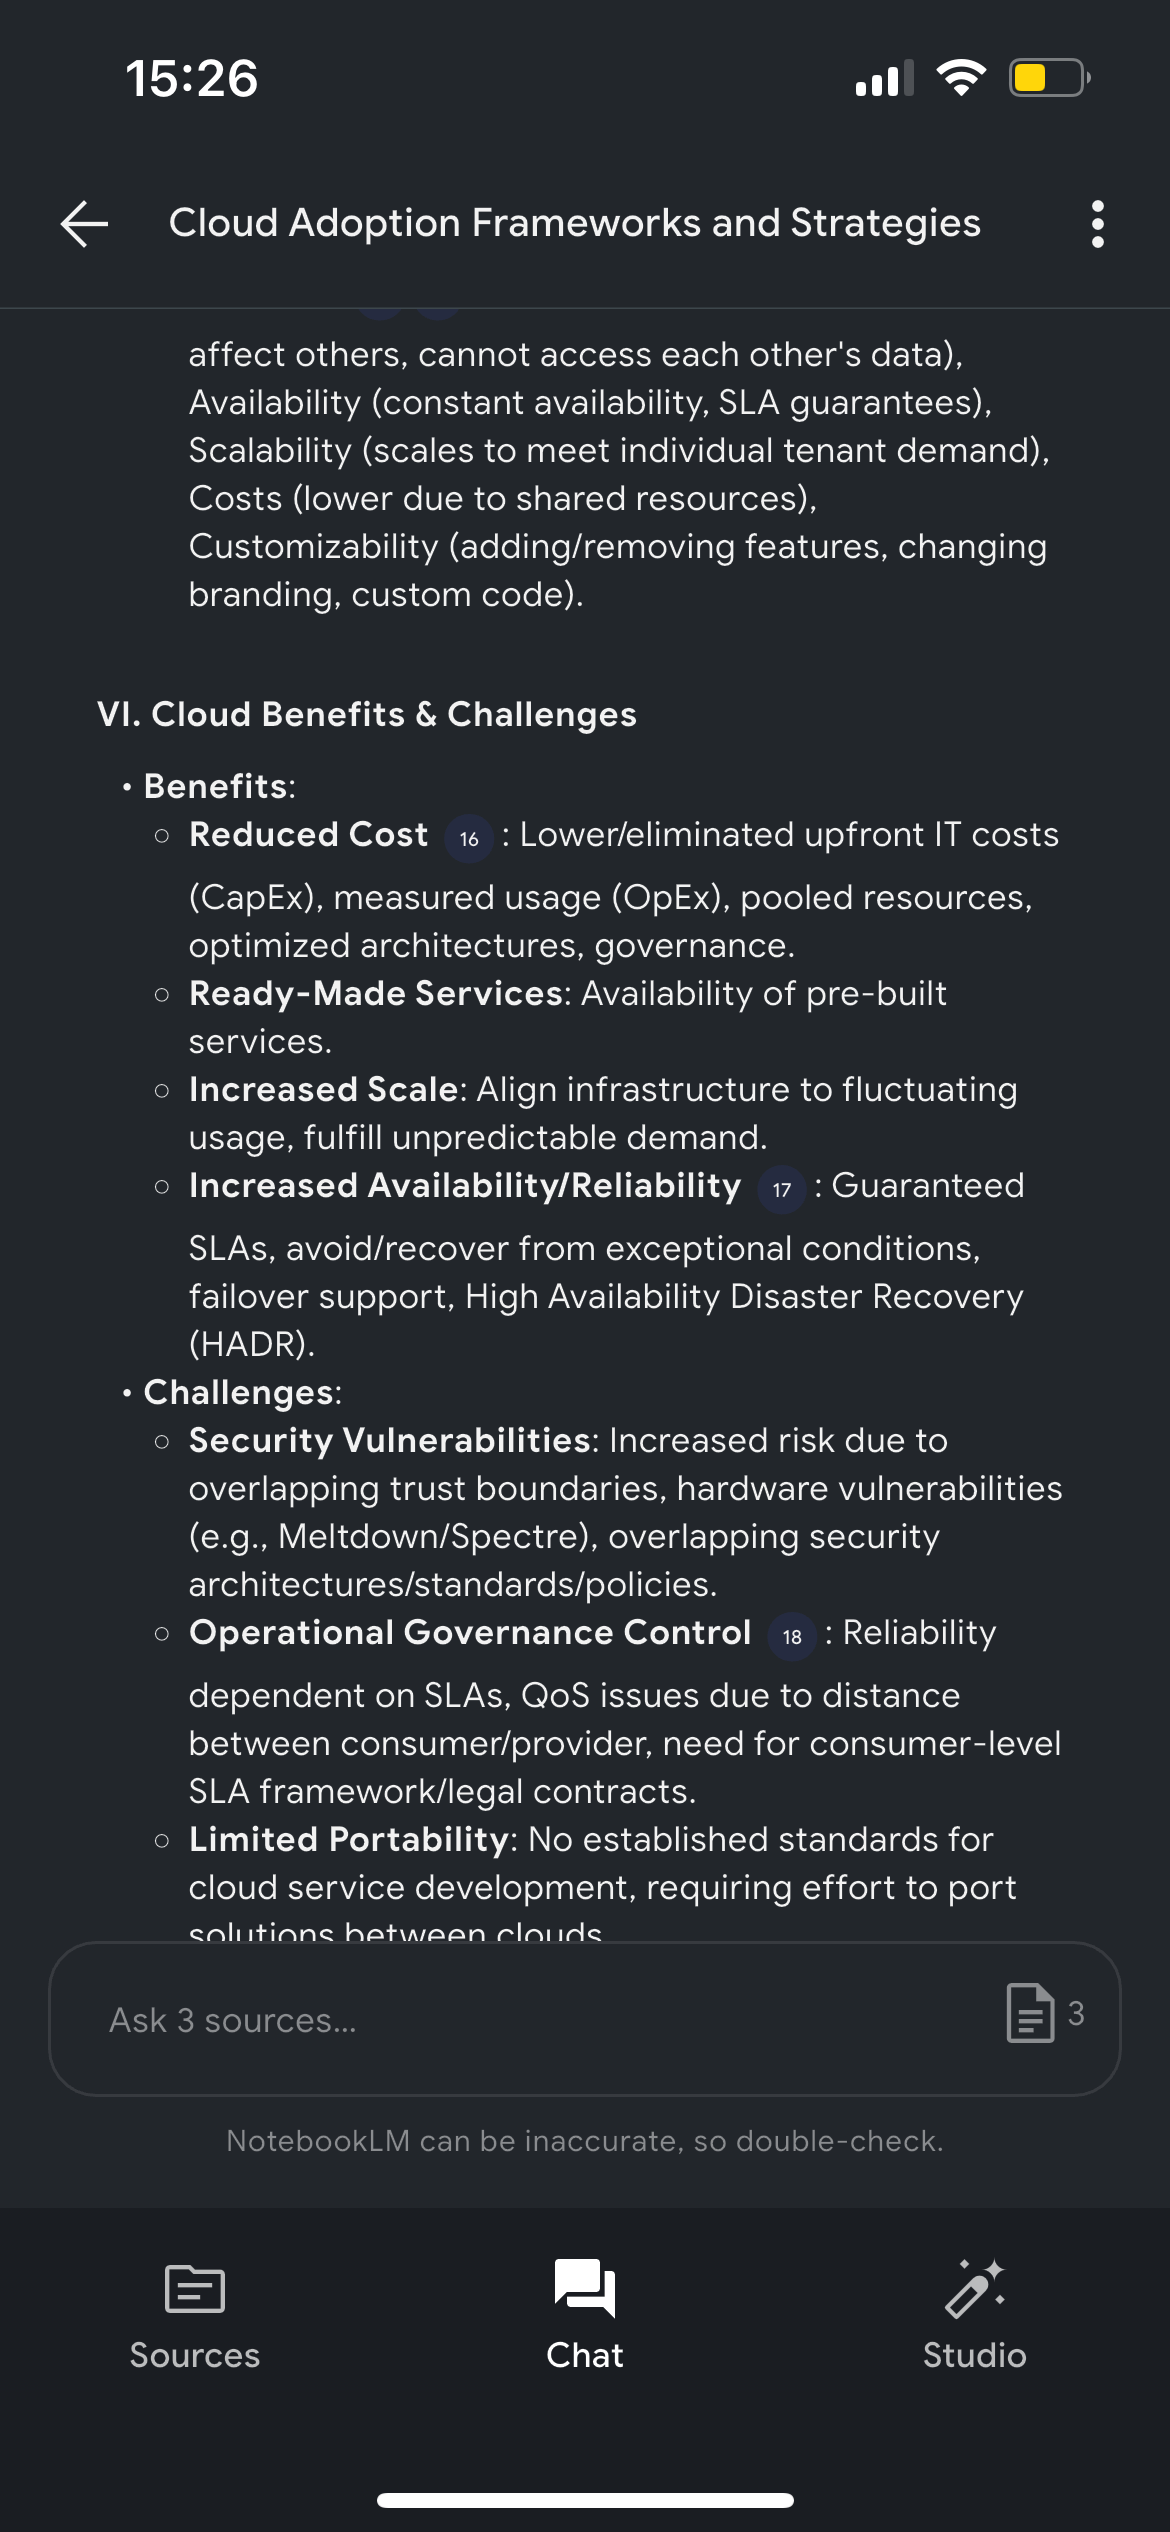 15:26
Cloud Adoption Frameworks and Strategies
affect others, cannot access each other's data),
Availability (constant availability, SLA guarantees),
Scalability (scales to meet individual tenant demand),
Costs (lower due to shared resources),
Customizability (adding/removing features, changing
branding, custom code).
VI. Cloud Benefits & Challenges
• Benefits:
○ Reduced Cost 16 : Lower/eliminated upfront IT costs
(CapEx), measured usage (OpEx), pooled resources,
optimized architectures, governance.
○ Ready-Made Services: Availability of pre-built
services.
○ Increased Scale: Align infrastructure to fluctuating
usage, fulfill unpredictable demand.
○ Increased Availability/Reliability 17 : Guaranteed
SLAs, avoid/recover from exceptional conditions,
failover support, High Availability Disaster Recovery
(HADR).
• Challenges:
○ Security Vulnerabilities: Increased risk due to
overlapping trust boundaries, hardware vulnerabilities
(e.g., Meltdown/Spectre), overlapping security
architectures/standards/policies.
○ Operational Governance Control 18 : Reliability
dependent on SLAs, QoS issues due to distance
between consumer/provider, need for consumer-level
SLA framework/legal contracts.
○ Limited Portability: No established standards for
cloud service development, requiring effort to port
solutions between clouds
Ask 3 sources...
3
NotebookLM can be inaccurate, so double-check.
Sources
Chat
Studio